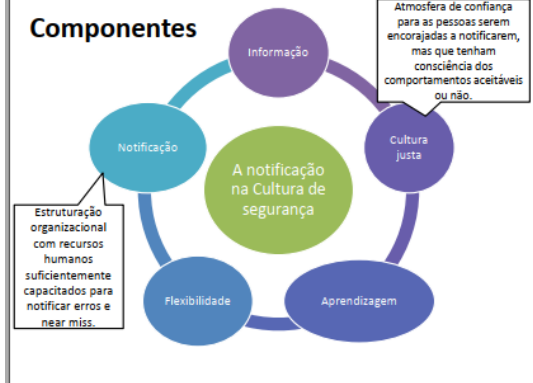 Componentes
Atmosfera de confiança
para as pessoas serem
encorajadas a notificarem,
mas que tenham
consciência dos
comportamentos aceitáveis
ou não.
Informação
Cultura
justa
Notificação
A notificação
na Cultura de
segurança
Estruturação
organizacional
com recursos
humanos
suficientemente
capacitados para
notificar erros e
near miss.
Flexibilidade
Aprendizagem